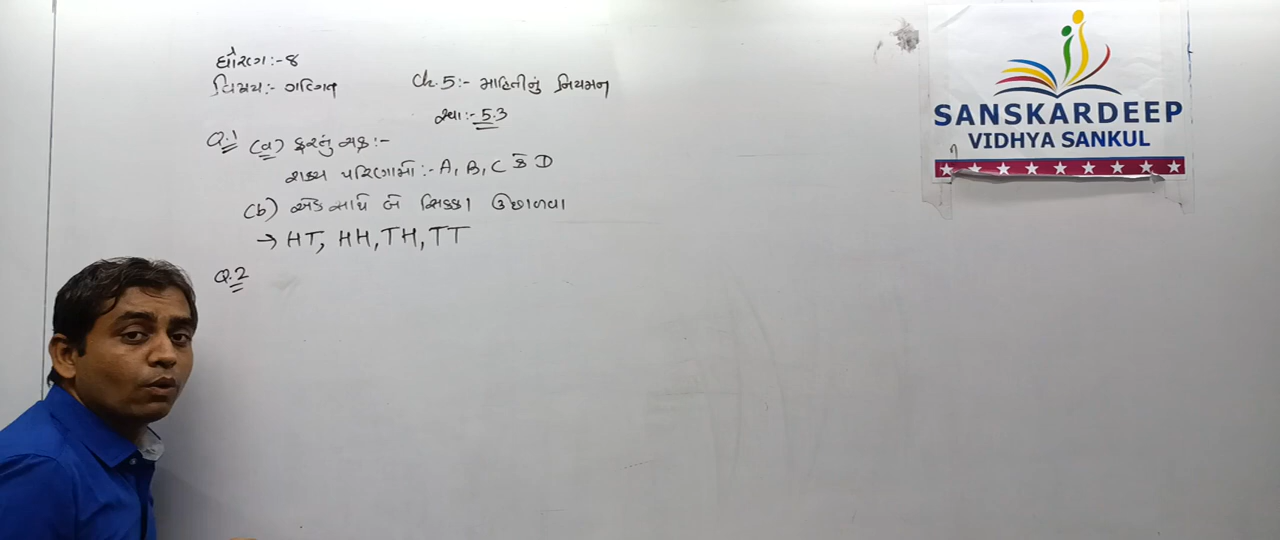 ધોરણ:- ૮
વિષય:- ગણિત
Ch. 5:- માહિતીનું નિયમન
સ્વા:- 5.3
Q.1 (a) ફરતું ચક્ર:-
શક્ય પરિણામો:- A, B, C કે D
(b) એક સાથે બે સિક્કા ઉછાળવા
→ HT, HH, TH, TT
Q.2
SANSKARDEEP
VIDHYA SANKUL